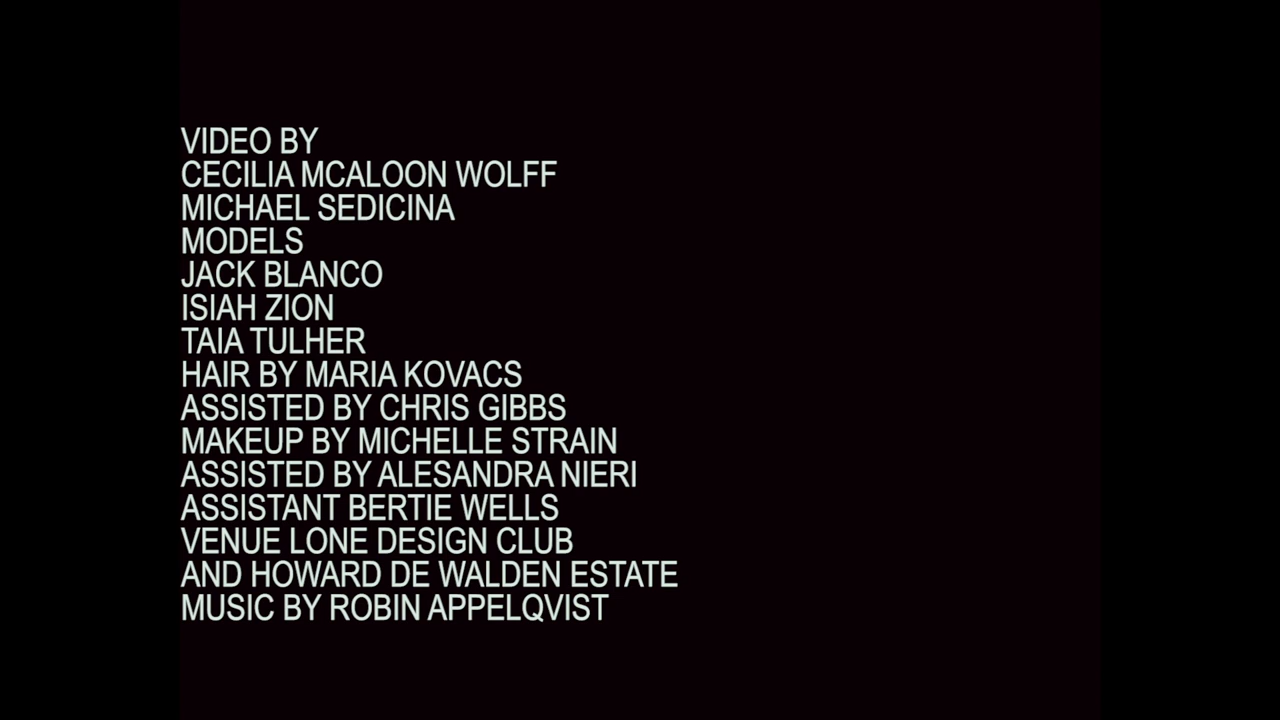 VIDEO BY
CECILIA MCALOON WOLFF
MICHAEL SEDICINA
MODELS
JACK BLANCO
ISIAH ZION
TAIA TULHER
HAIR BY MARIA KOVACS
ASSISTED BY CHRIS GIBBS
MAKEUP BY MICHELLE STRAIN
ASSISTED BY ALESANDRA NIERI
ASSISTANT BERTIE WELLS
VENUE LONE DESIGN CLUB
AND HOWARD DE WALDEN ESTATE
MUSIC BY ROBIN APPELQVIST